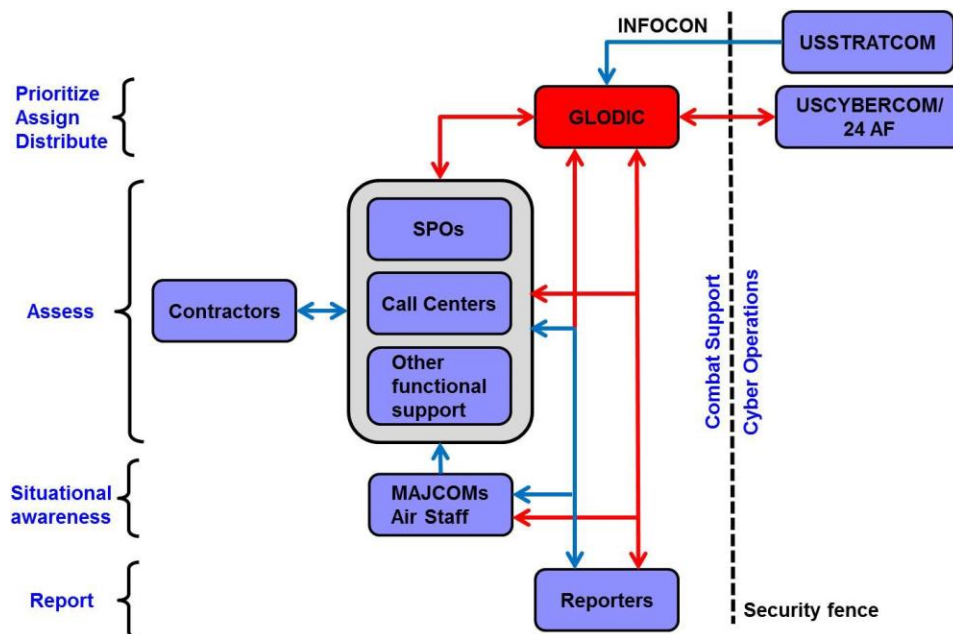 INFOCON
USSTRATCOM
Prioritize
Assign
Distribute
GLODIC
USCYBERCOM/
24 AF
SPOs
Assess
Contractors
Call Centers
Other
functional
support
Combat Support
Cyber Operations
Situational
awareness
MAJCOMs
Air Staff
Report
Reporters
Security fence